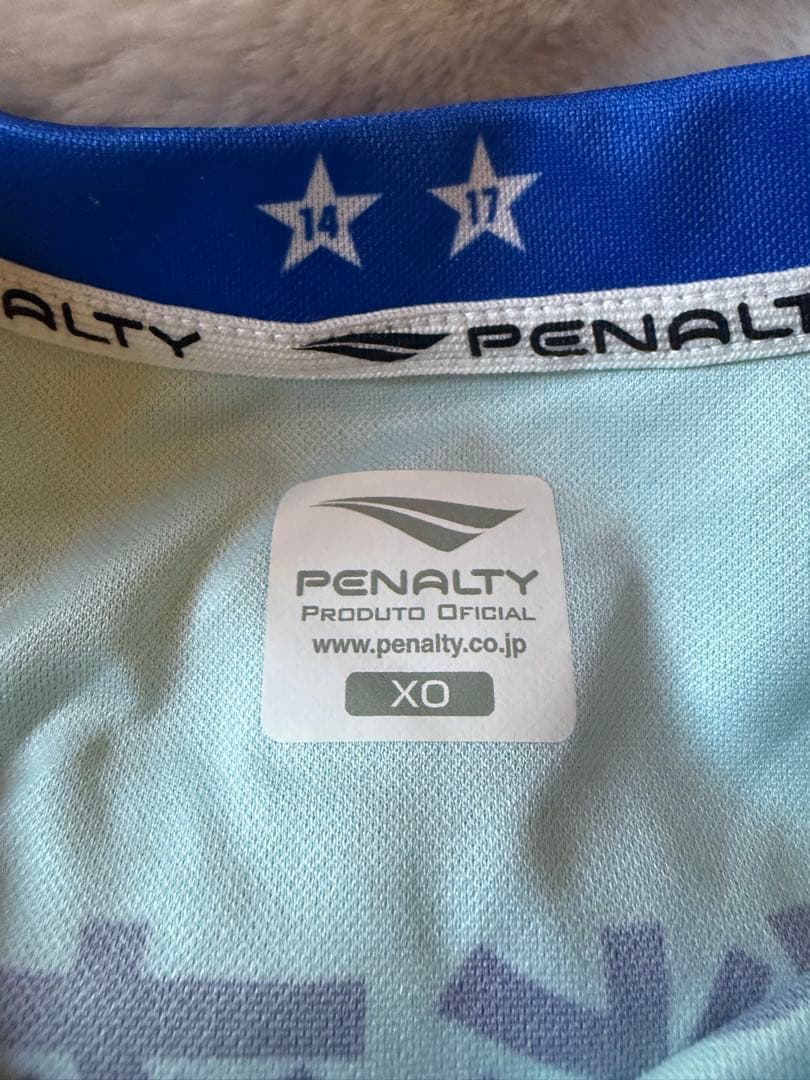 14 17
ALTY PENALT
PENALTY
PRODUTO OFICIAL
www.penalty.co.jp
XO